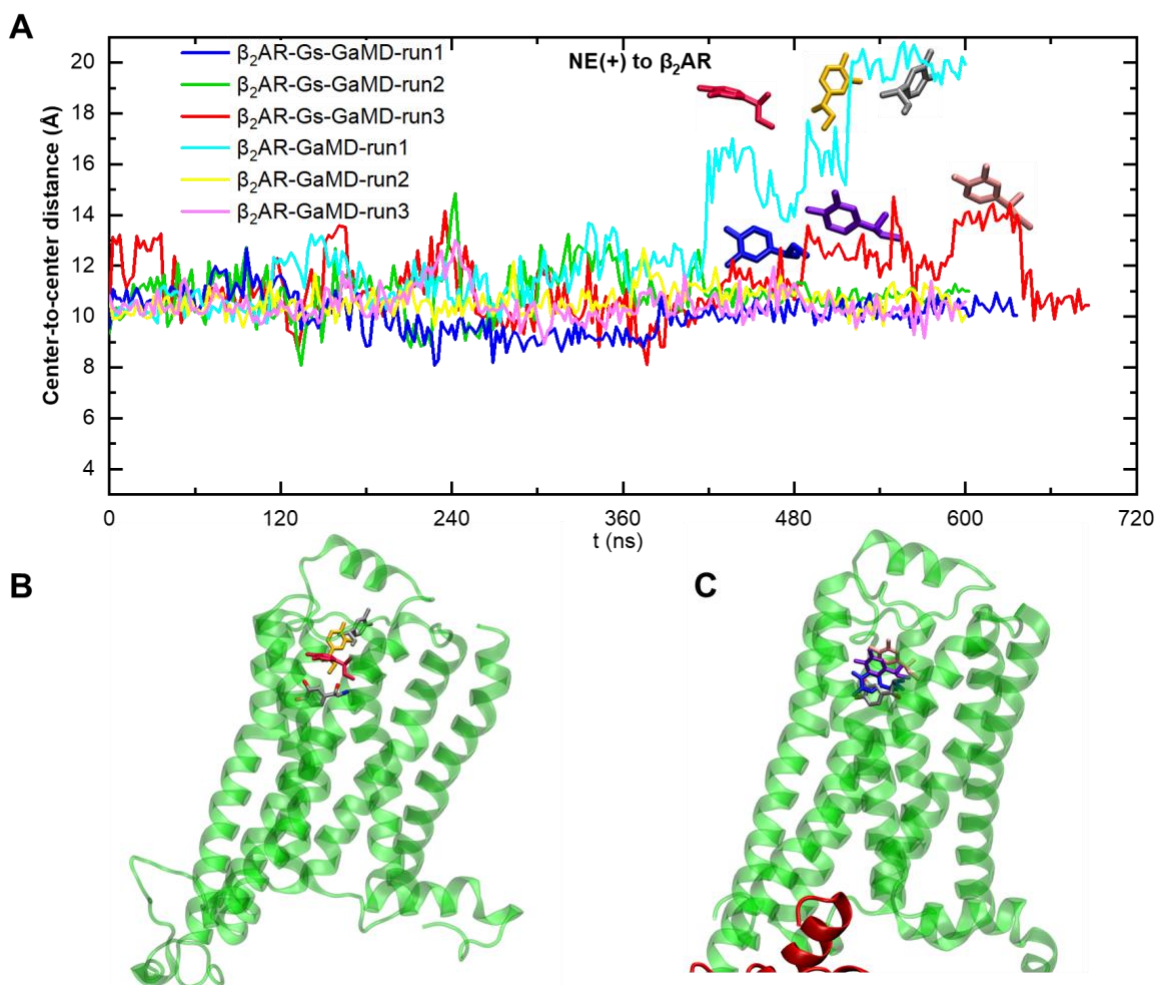 A
β₂AR-Gs-GaMD-run1
β₂AR-Gs-GaMD-run2
β₂AR-Gs-GaMD-run3
β₂AR-GaMD-run1
β₂AR-GaMD-run2
β₂AR-GaMD-run3
NE(+) to β₂AR
Center-to-center distance (Å)
20
18
16
14
12
10
8
6
4
0
120
240
360
480
600
720
t (ns)
B
C